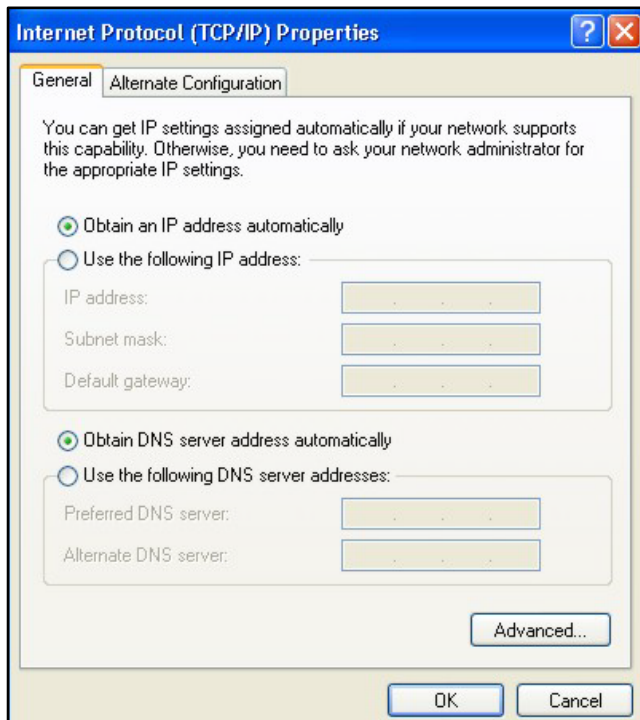 Internet Protocol (TCP/IP) Properties
General
Alternate Configuration
You can get IP settings assigned automatically if your network supports
this capability. Otherwise, you need to ask your network administrator for
the appropriate IP settings.
Obtain an IP address automatically
Use the following IP address:
IP address:
Subnet mask:
Default gateway:
Obtain DNS server address automatically
Use the following DNS server addresses:
Preferred DNS server:
Alternate DNS server:
Advanced...
OK
Cancel